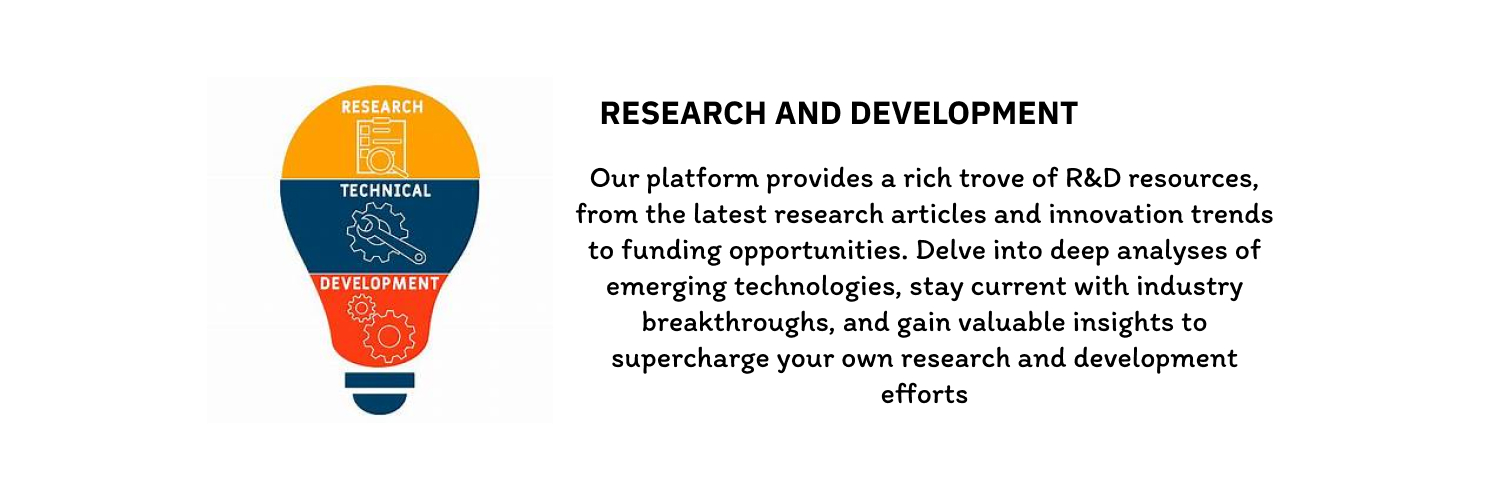 RESEARCH
TECHNICAL
DEVELOPMENT
RESEARCH AND DEVELOPMENT
Our platform provides a rich trove of R&D resources,
from the latest research articles and innovation trends
to funding opportunities. Delve into deep analyses of
emerging technologies, stay current with industry
breakthroughs, and gain valuable insights to
supercharge your own research and development
efforts